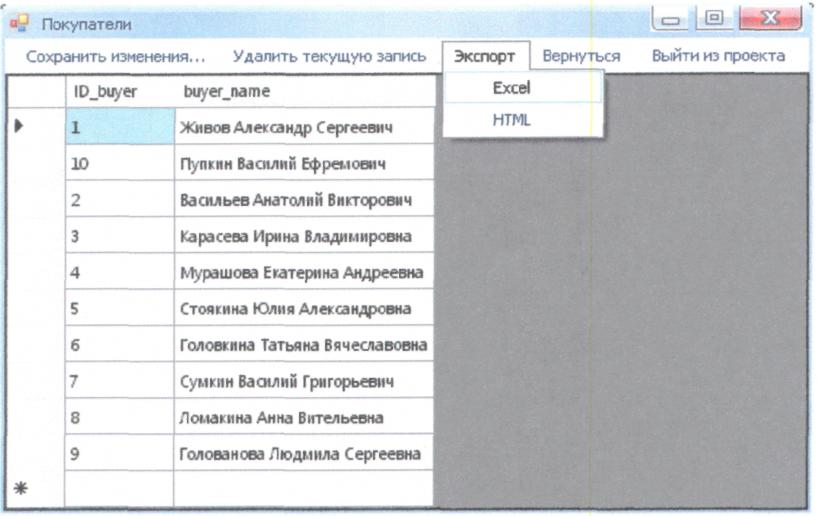 Покупатели
Сохранить изменения... Удалить текущую запись Экспорт Вернуться Выйти из проекта
Excel
HTML
ID_buyer buyer_name
1 Живов Александр Сергеевич
10 Пупкин Василий Ефремович
2 Васильев Анатолий Викторович
3 Карасева Ирина Владимировна
4 Мурашова Екатерина Андреевна
5 Стоякина Юлия Александровна
6 Головкина Татьяна Вячеславовна
7 Сумкин Василий Григорьевич
8 Ломакина Анна Вительевна
9 Голованова Людмила Сергеевна